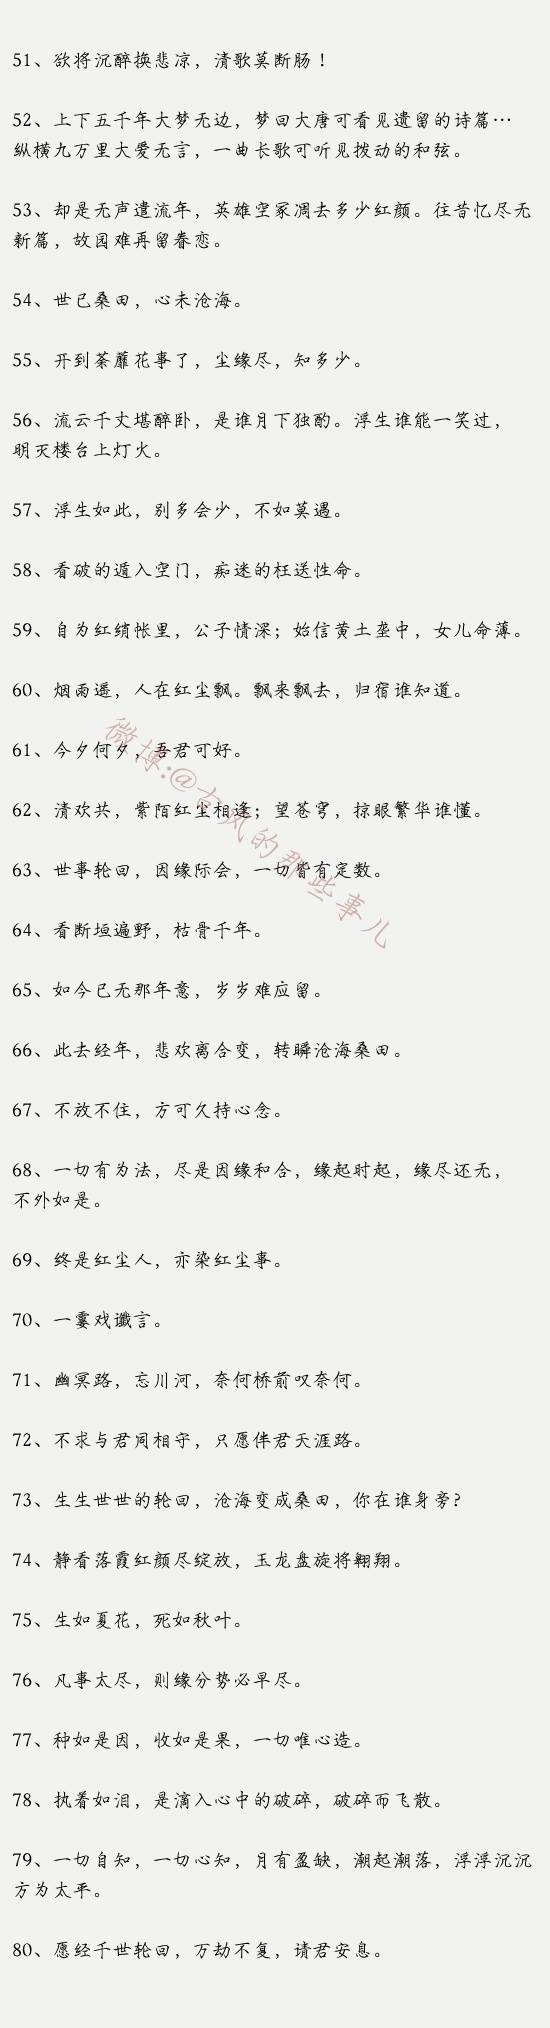 51、欲将沉醉换悲凉，清歌莫断肠！
52、上下五千年大梦无边，梦回大唐可看见遗留的诗篇…
纵横九万里大爱无言，一曲长歌可听见拨动的和弦。
53、却是无声遣流年，英雄空冢凋去多少红颜。往昔忆尽无
新篇，故园难再留眷恋。
54、世已桑田，心未沧海。
55、开到荼蘼花事了，尘缘尽，知多少。
56、流云千丈堪醉卧，是谁月下独酌。浮生谁能一笑过，
明灭楼台上灯火。
57、浮生如此，别多会少，不如莫遇。
58、看破的遁入空门，痴迷的枉送性命。
59、自为红绡帐里，公子情深；始信黄土垄中，女儿命薄。
60、烟雨遥，人在红尘飘。飘来飘去，归宿谁知道。
61、今夕何夕，吾君可好。
62、清欢共，紫陌红尘相逢；望苍穹，掠眼繁华谁懂。
63、世事轮回，因缘际会，一切皆有定数。
64、看断垣遍野，枯骨千年。
65、如今已无那年意，岁岁难应留。
66、此去经年，悲欢离合变，转瞬沧海桑田。
67、不放不住，方可久持心念。
68、一切有为法，尽是因缘和合，缘起时起，缘尽还无，
不外如是。
69、终是红尘人，亦染红尘事。
70、一霎戏谶言。
71、幽冥路，忘川河，奈何桥前叹奈何。
72、不求与君同相守，只愿伴君天涯路。
73、生生世世的轮回，沧海变成桑田，你在谁身旁？
74、静看落霞红颜尽绽放，玉龙盘旋将翱翔。
75、生如夏花，死如秋叶。
76、凡事太尽，则缘分势必早尽。
77、种如是因，收如是果，一切唯心造。
78、执着如泪，是滴入心中的破碎，破碎而飞散。
79、一切自知，一切心知，月有盈缺，潮起潮落，浮浮沉沉
方为太平。
80、愿经千世轮回，万劫不复，请君安息。
微博:@古风的那些事儿